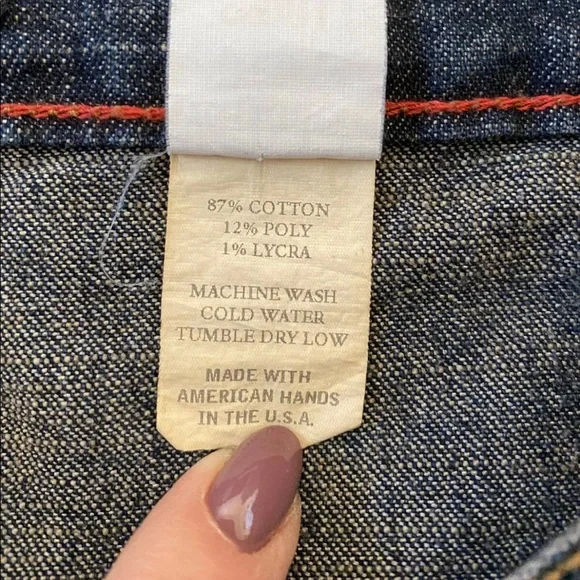 87% COTTON
12% POLY
1% LYCRA
MACHINE WASH
COLD WATER
TUMBLE DRY LOW
MADE WITH
AMERICAN HANDS
IN THE U.S.A.